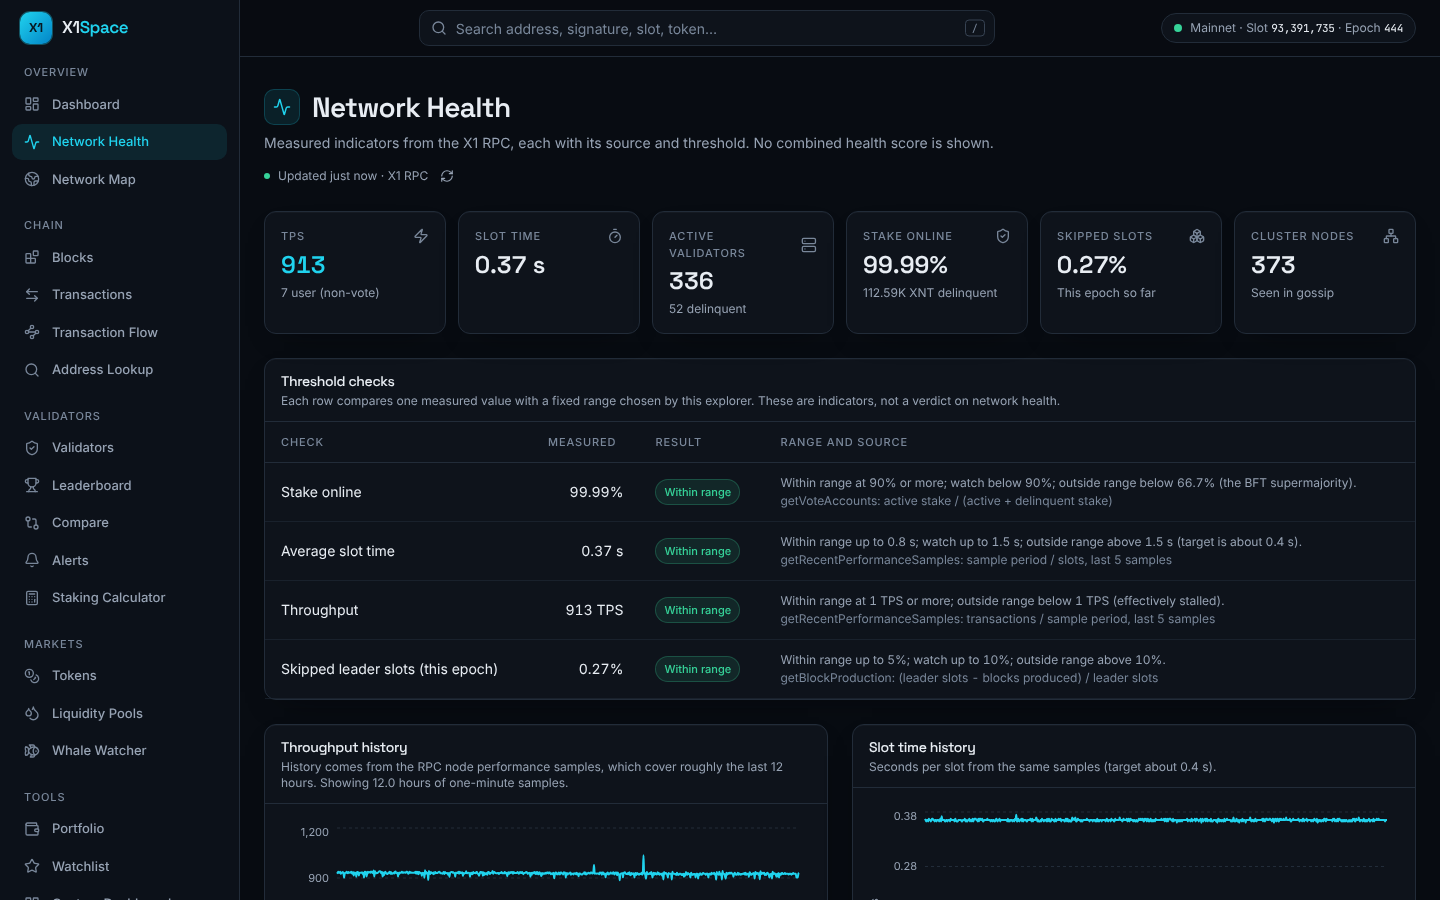 X1 X1Space
Search address, signature, slot, token...
/
Mainnet · Slot 93,391,735 · Epoch 444
OVERVIEW
Dashboard
Network Health
Network Map
CHAIN
Blocks
Transactions
Transaction Flow
Address Lookup
VALIDATORS
Validators
Leaderboard
Compare
Alerts
Staking Calculator
MARKETS
Tokens
Liquidity Pools
Whale Watcher
TOOLS
Portfolio
Watchlist
Network Health
Measured indicators from the X1 RPC, each with its source and threshold. No combined health score is shown.
Updated just now · X1 RPC
TPS
913
7 user (non-vote)
SLOT TIME
0.37 s
ACTIVE
VALIDATORS
336
52 delinquent
STAKE ONLINE
99.99%
112.59K XNT delinquent
SKIPPED SLOTS
0.27%
This epoch so far
CLUSTER NODES
373
Seen in gossip
Threshold checks
Each row compares one measured value with a fixed range chosen by this explorer. These are indicators, not a verdict on network health.
CHECK MEASURED RESULT RANGE AND SOURCE
Stake online 99.99% Within range
Within range at 90% or more; watch below 90%; outside range below 66.7% (the BFT supermajority).
getVoteAccounts: active stake / (active + delinquent stake)
Average slot time 0.37 s Within range
Within range up to 0.8 s; watch up to 1.5 s; outside range above 1.5 s (target is about 0.4 s).
getRecentPerformanceSamples: sample period / slots, last 5 samples
Throughput 913 TPS Within range
Within range at 1 TPS or more; outside range below 1 TPS (effectively stalled).
getRecentPerformanceSamples: transactions / sample period, last 5 samples
Skipped leader slots (this epoch) 0.27% Within range
Within range up to 5%; watch up to 10%; outside range above 10%.
getBlockProduction: (leader slots - blocks produced) / leader slots
Throughput history
History comes from the RPC node performance samples, which cover roughly the last 12
hours. Showing 12.0 hours of one-minute samples.
1,200
900
Slot time history
Seconds per slot from the same samples (target about 0.4 s).
0.38
0.28